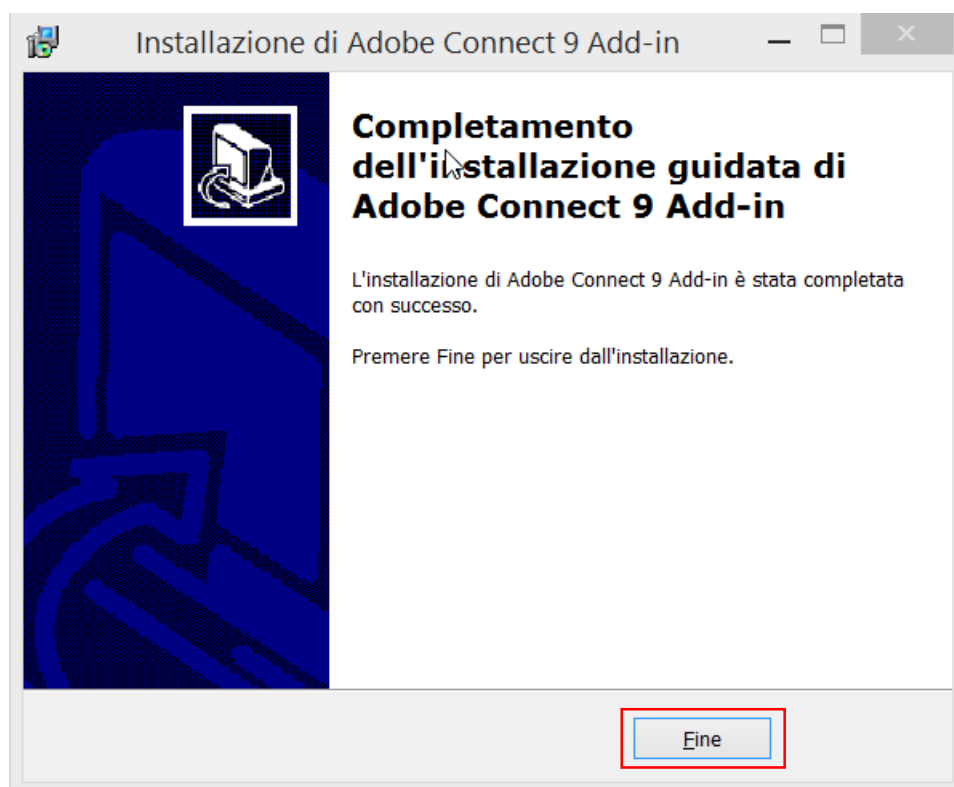 Installazione di Adobe Connect 9 Add-in
Completamento
dell'installazione guidata di
Adobe Connect 9 Add-in
L'installazione di Adobe Connect 9 Add-in è stata completata
con successo.
Premere Fine per uscire dall'installazione.
Fine